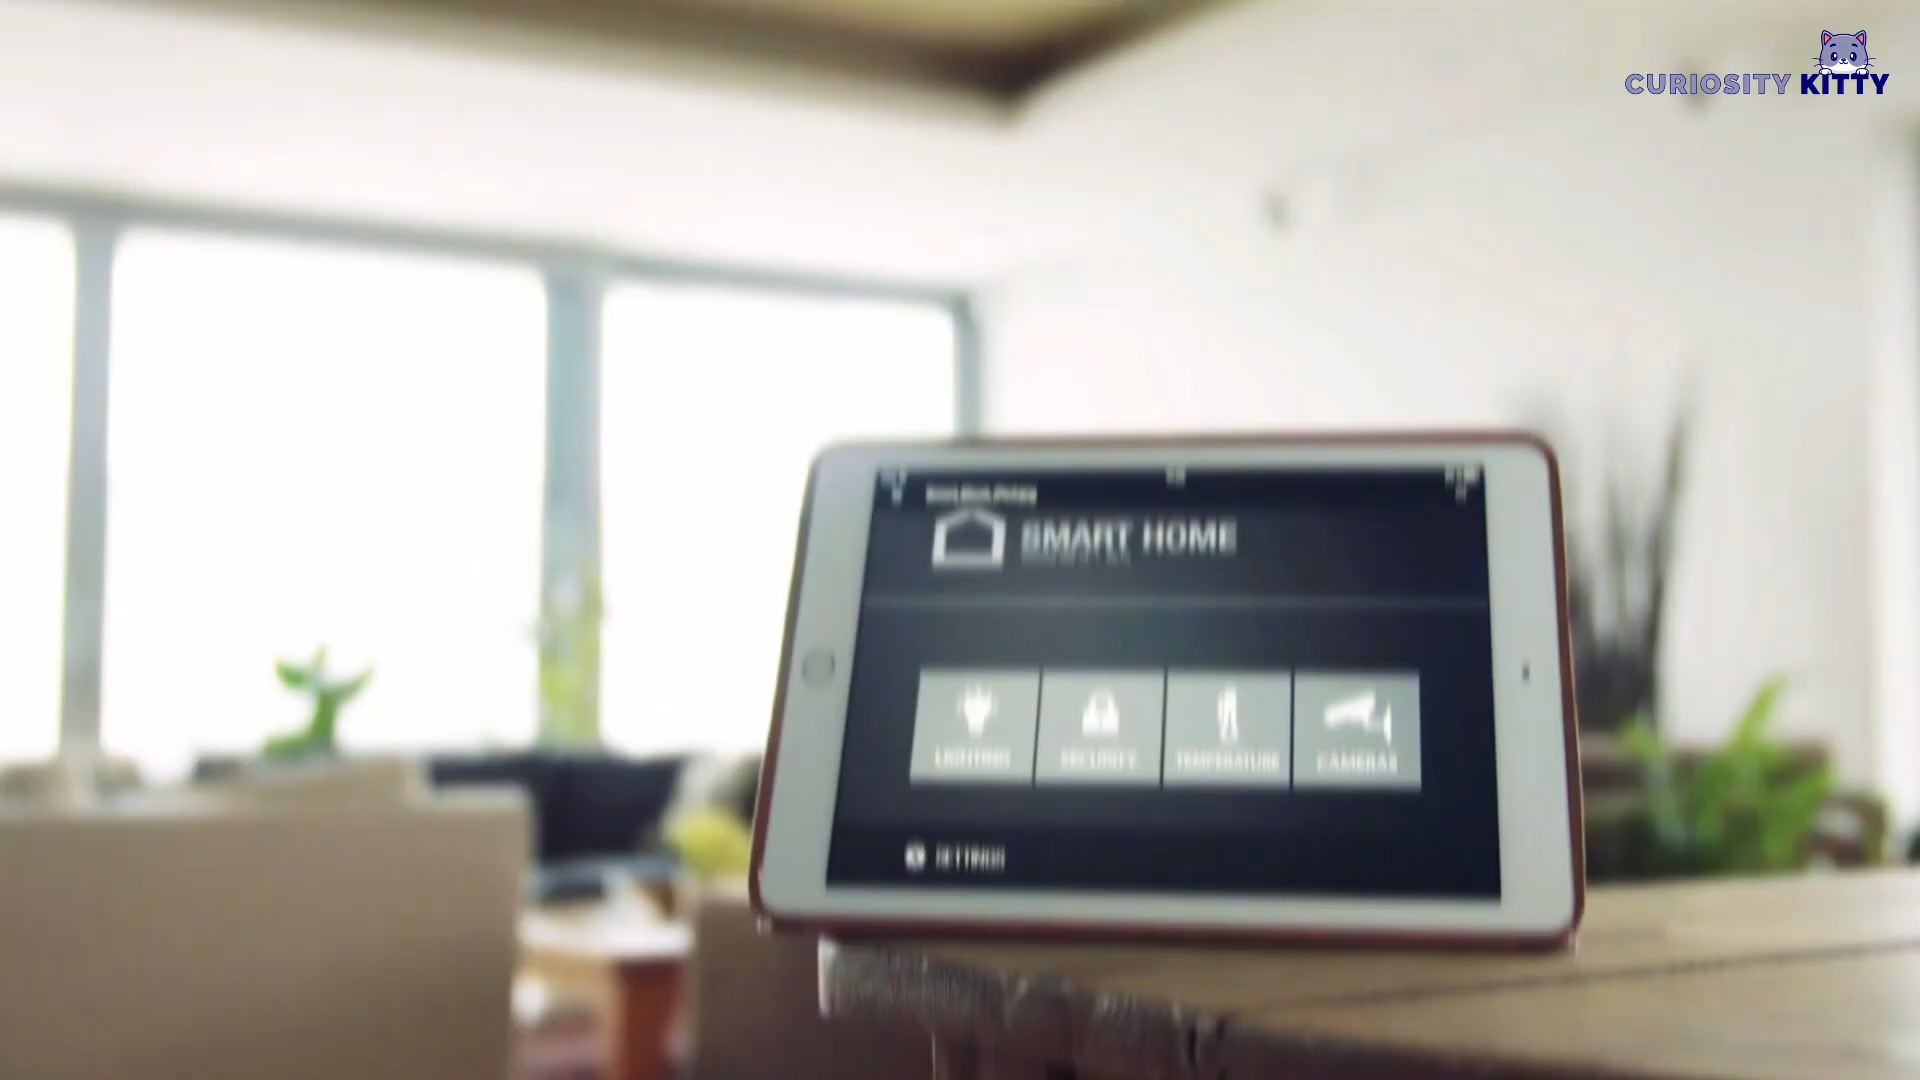 CURIOSITY KITTY
SMART HOME
LIGHTING
SECURITY
TEMPERATURE
CAMERAS
SETTINGS